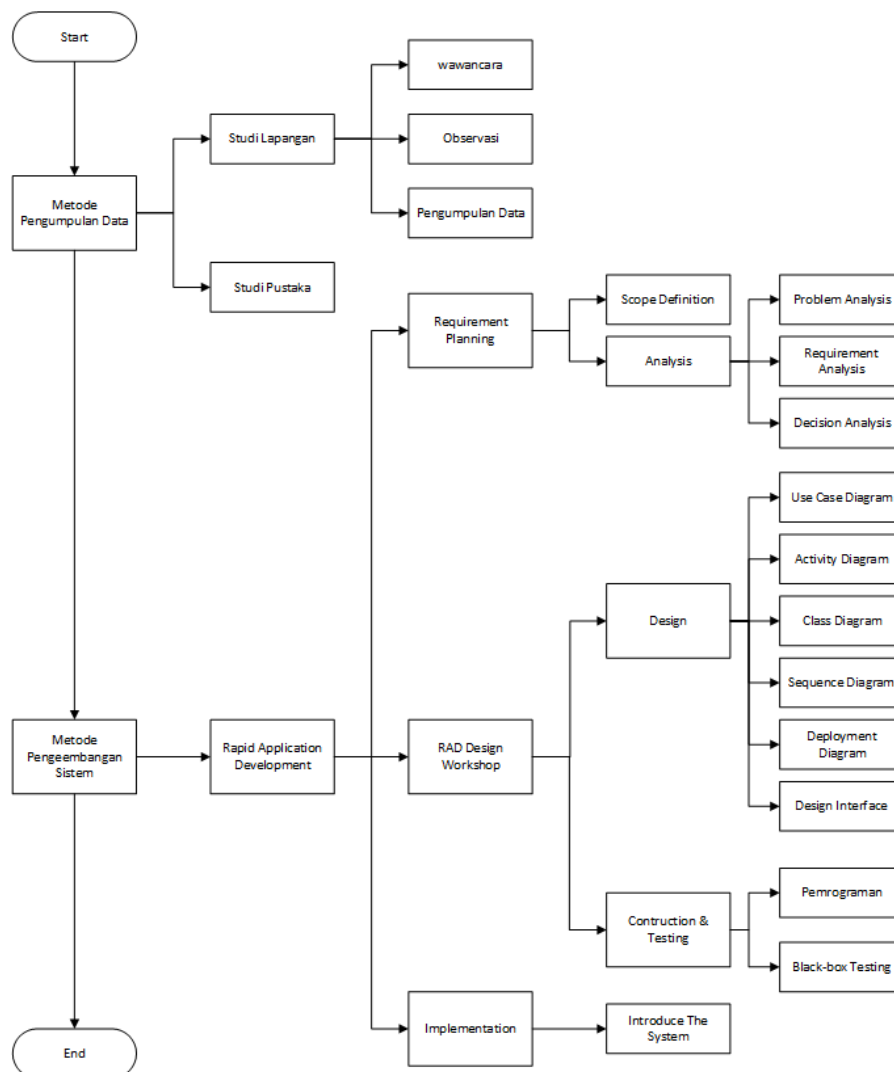 Start
wawancara
Studi Lapangan
Observasi
Metode
Pengumpulan Data
Pengumpulan Data
Studi Pustaka
Requirement
Planning
Scope Definition
Problem Analysis
Analysis
Requirement
Analysis
Decision Analysis
Use Case Diagram
Activity Diagram
Design
Class Diagram
Sequence Diagram
Metode
Pengeembangan
Sistem
Rapid Application
Development
RAD Design
Workshop
Deployment
Diagram
Design Interface
Contruction &
Testing
Pemrograman
Black-box Testing
Implementation
Introduce The
System
End